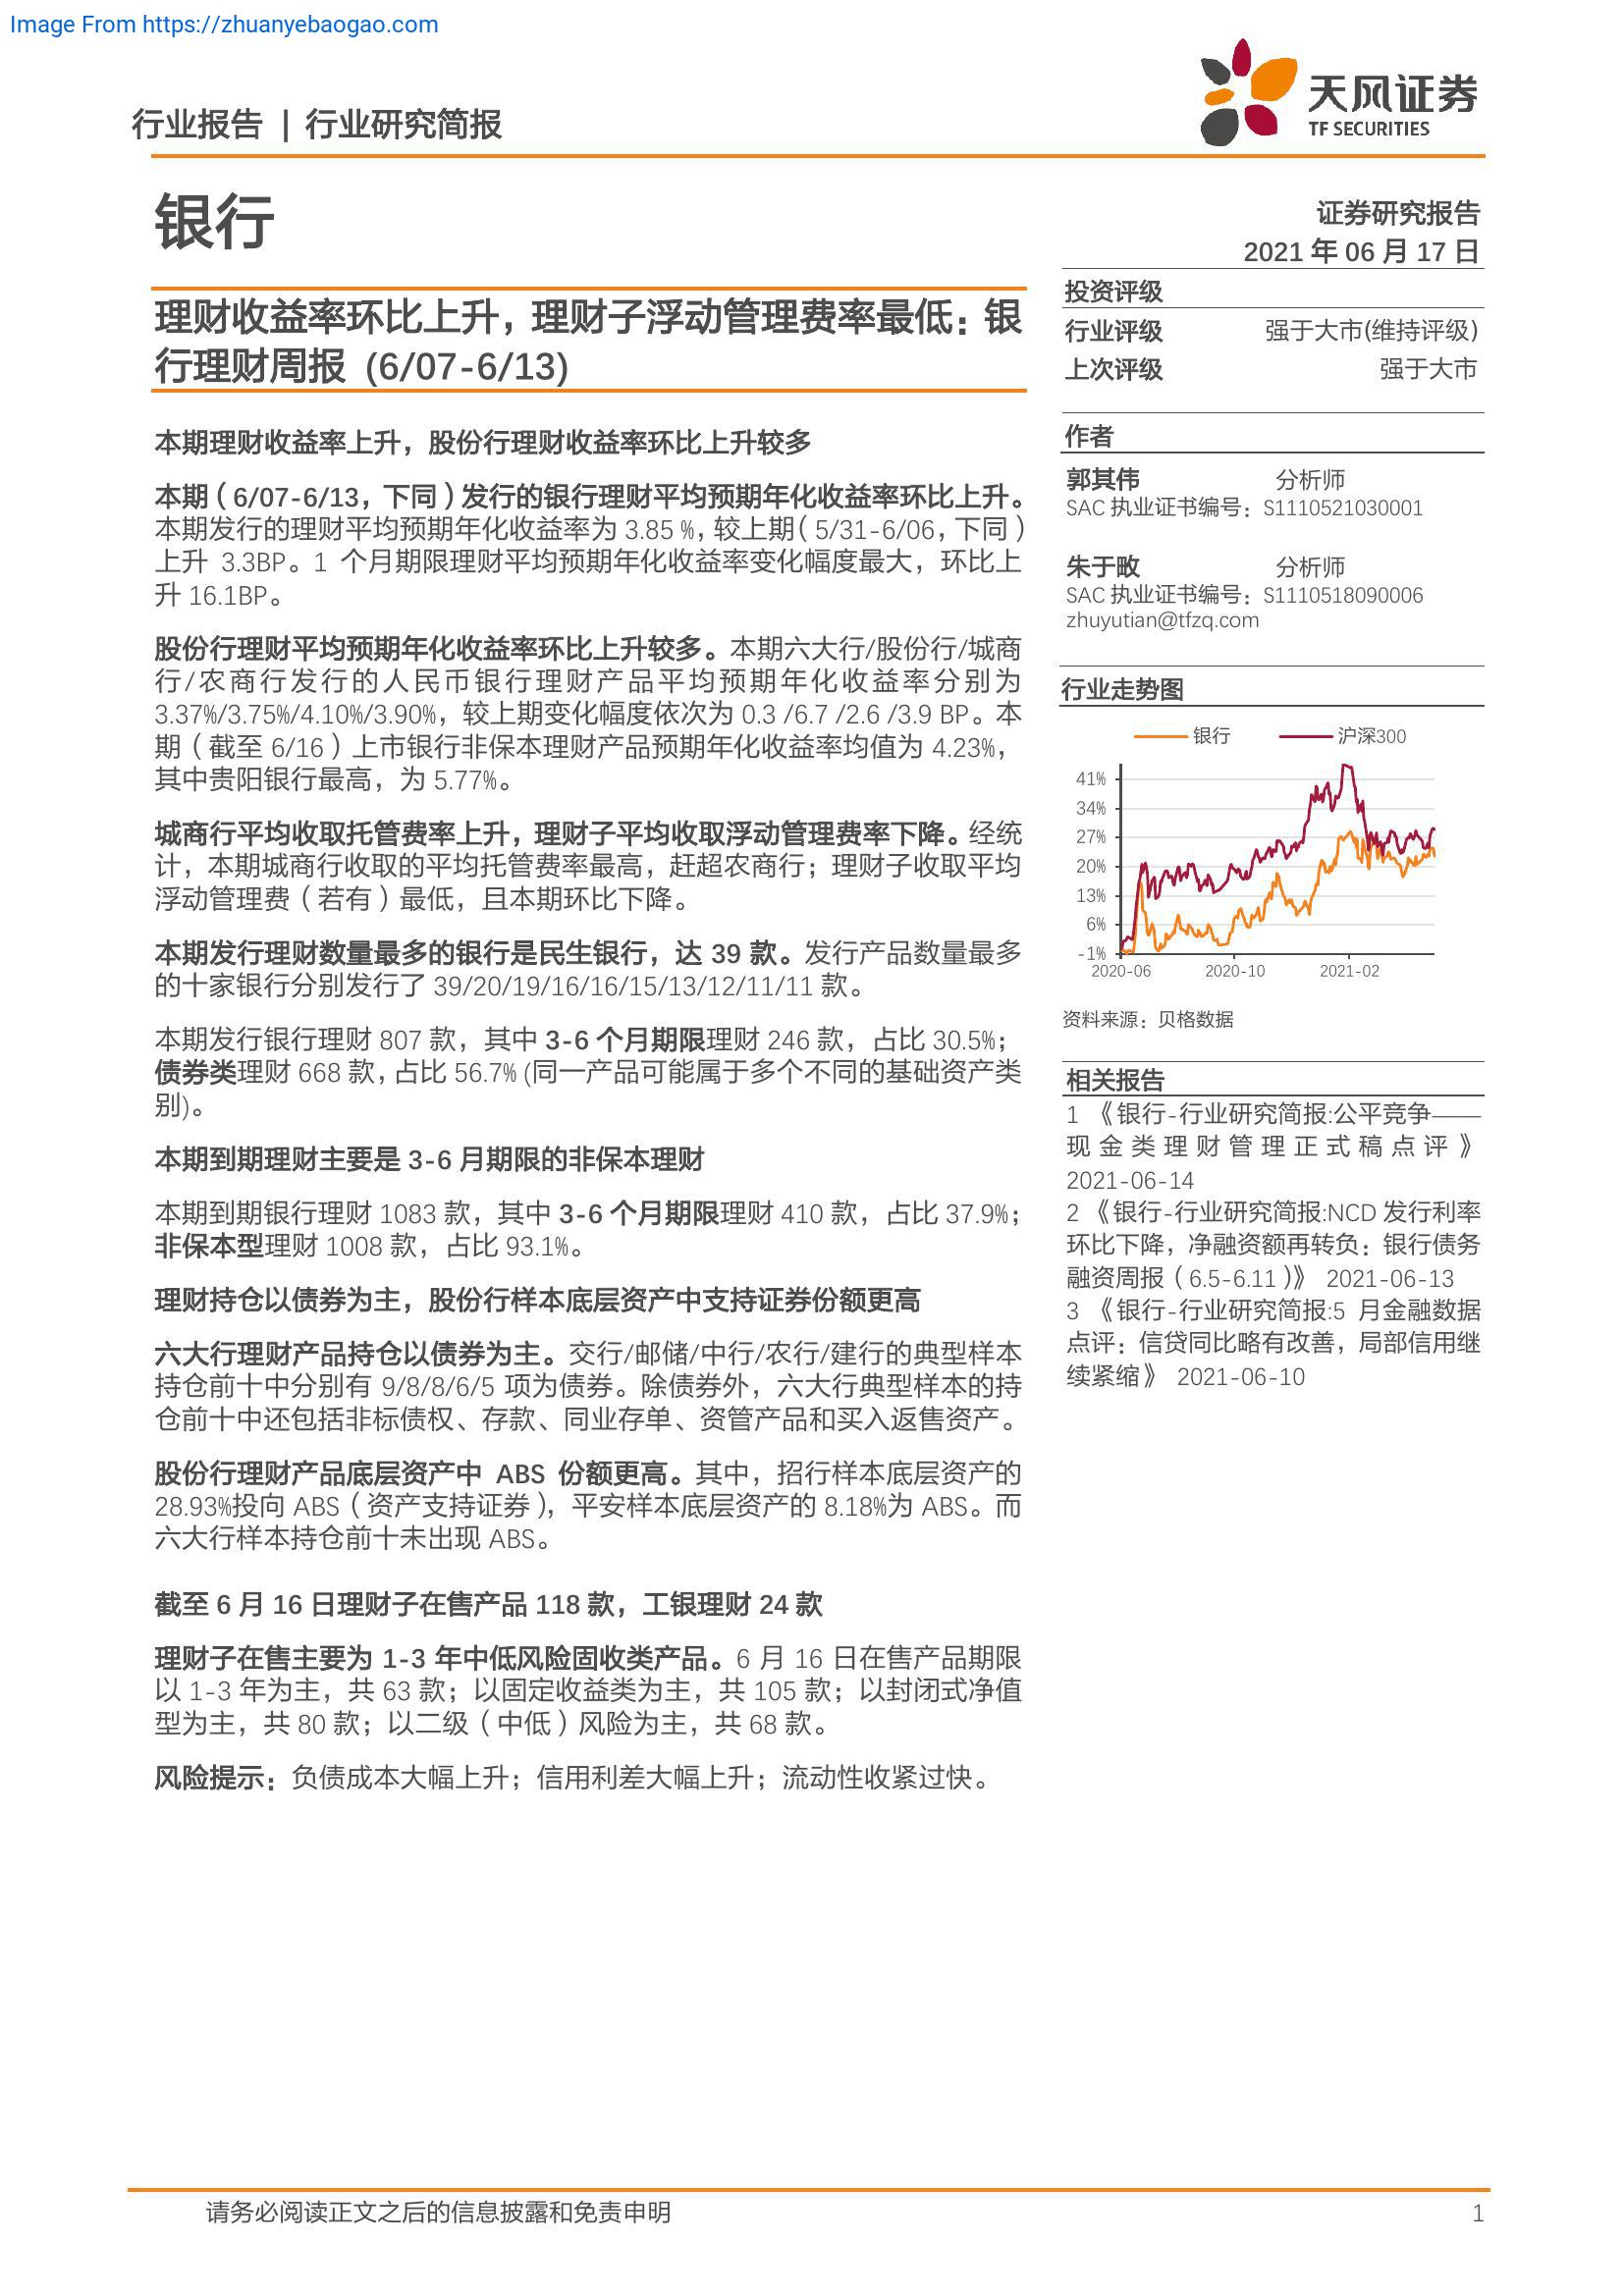 Image From https://zhuanyebaogao.com
行业报告 | 行业研究简报
天风证券
TF SECURITIES
银行
证券研究报告
2021 年 06 月 17 日
理财收益率环比上升，理财子浮动管理费率最低：银
行理财周报 (6/07-6/13)
本期理财收益率上升，股份行理财收益率环比上升较多
本期（6/07-6/13，下同）发行的银行理财平均预期年化收益率环比上升。
本期发行的理财平均预期年化收益率为 3.85 %，较上期（5/31-6/06，下同）
上升 3.3BP。1 个月期限理财平均预期年化收益率变化幅度最大，环比上
升 16.1BP。
股份行理财平均预期年化收益率环比上升较多。本期六大行/股份行/城商
行/农商行发行的人民币银行理财产品平均预期年化收益率分别为
3.37%/3.75%/4.10%/3.90%，较上期变化幅度依次为 0.3 /6.7 /2.6 /3.9 BP。本
期（截至 6/16）上市银行非保本理财产品预期年化收益率均值为 4.23%，
其中贵阳银行最高，为 5.77%。
城商行平均收取托管费率上升，理财子平均收取浮动管理费率下降。经统
计，本期城商行收取的平均托管费率最高，赶超农商行；理财子收取平均
浮动管理费（若有）最低，且本期环比下降。
本期发行理财数量最多的银行是民生银行，达 39 款。发行产品数量最多
的十家银行分别发行了 39/20/19/16/16/15/13/12/11/11 款。
本期发行银行理财 807 款，其中 3-6 个月期限理财 246 款，占比 30.5%；
债券类理财 668 款，占比 56.7% (同一产品可能属于多个不同的基础资产类
别)。
本期到期理财主要是 3-6 月期限的非保本理财
本期到期银行理财 1083 款，其中 3-6 个月期限理财 410 款，占比 37.9%；
非保本型理财 1008 款，占比 93.1%。
理财持仓以债券为主，股份行样本底层资产中支持证券份额更高
六大行理财产品持仓以债券为主。交行/邮储/中行/农行/建行的典型样本
持仓前十中分别有 9/8/8/6/5 项为债券。除债券外，六大行典型样本的持
仓前十中还包括非标债权、存款、同业存单、资管产品和买入返售资产。
股份行理财产品底层资产中 ABS 份额更高。其中，招行样本底层资产的
28.93%投向 ABS（资产支持证券），平安样本底层资产的 8.18%为 ABS。而
六大行样本持仓前十未出现 ABS。
截至 6 月 16 日理财子在售产品 118 款，工银理财 24 款
理财子在售主要为 1-3 年中低风险固收类产品。6 月 16 日在售产品期限
以 1-3 年为主，共 63 款；以固定收益类为主，共 105 款；以封闭式净值
型为主，共 80 款；以二级（中低）风险为主，共 68 款。
风险提示：负债成本大幅上升；信用利差大幅上升；流动性收紧过快。
投资评级
行业评级 强于大市(维持评级)
上次评级 强于大市
作者
郭其伟 分析师
SAC 执业证书编号：S1110521030001
朱于畋 分析师
SAC 执业证书编号：S1110518090006
zhuyutian@tfzq.com
行业走势图
银行 沪深300
41%
34%
27%
20%
13%
6%
-1%
2020-06 2020-10 2021-02
资料来源：贝格数据
相关报告
1 《银行-行业研究简报:公平竞争——
现金类理财管理正式稿点评》
2021-06-14
2 《银行-行业研究简报:NCD 发行利率
环比下降，净融资额再转负：银行债务
融资周报（6.5-6.11）》 2021-06-13
3 《银行-行业研究简报:5 月金融数据
点评：信贷同比略有改善，局部信用继
续紧缩》 2021-06-10
请务必阅读正文之后的信息披露和免责申明 1